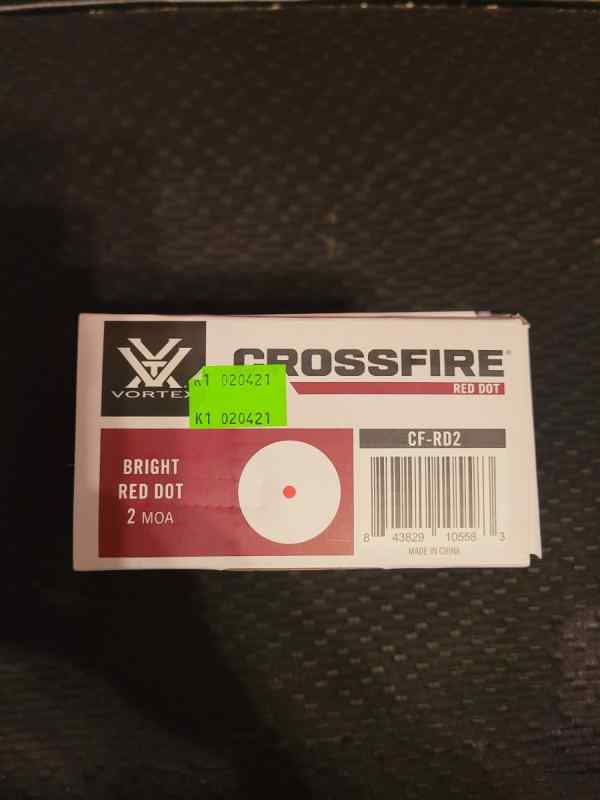 VORTEX
CROSSFIRE®
RED DOT
K1 020421
K1 020421
BRIGHT
RED DOT
2 MOA
CF-RD2
8 43829 10558 3
MADE IN CHINA